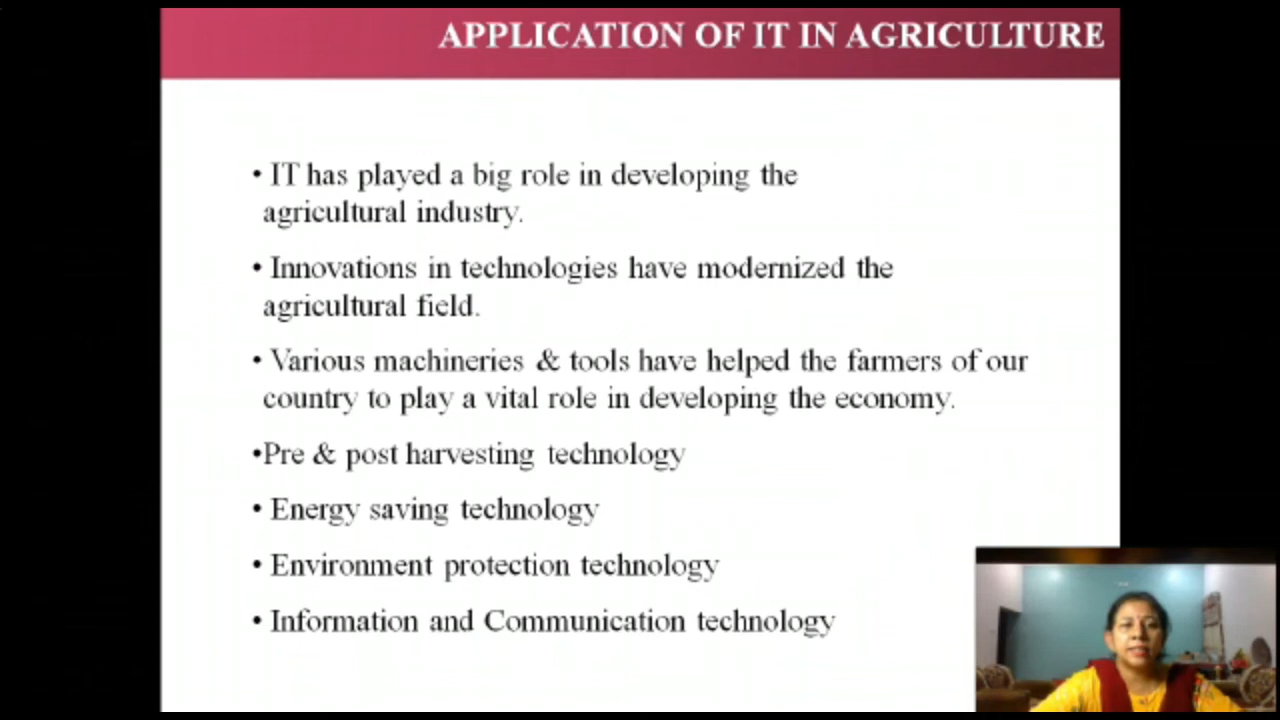 APPLICATION OF IT IN AGRICULTURE
• IT has played a big role in developing the
agricultural industry.
• Innovations in technologies have modernized the
agricultural field.
• Various machineries & tools have helped the farmers of our
country to play a vital role in developing the economy.
•Pre & post harvesting technology
• Energy saving technology
• Environment protection technology
• Information and Communication technology